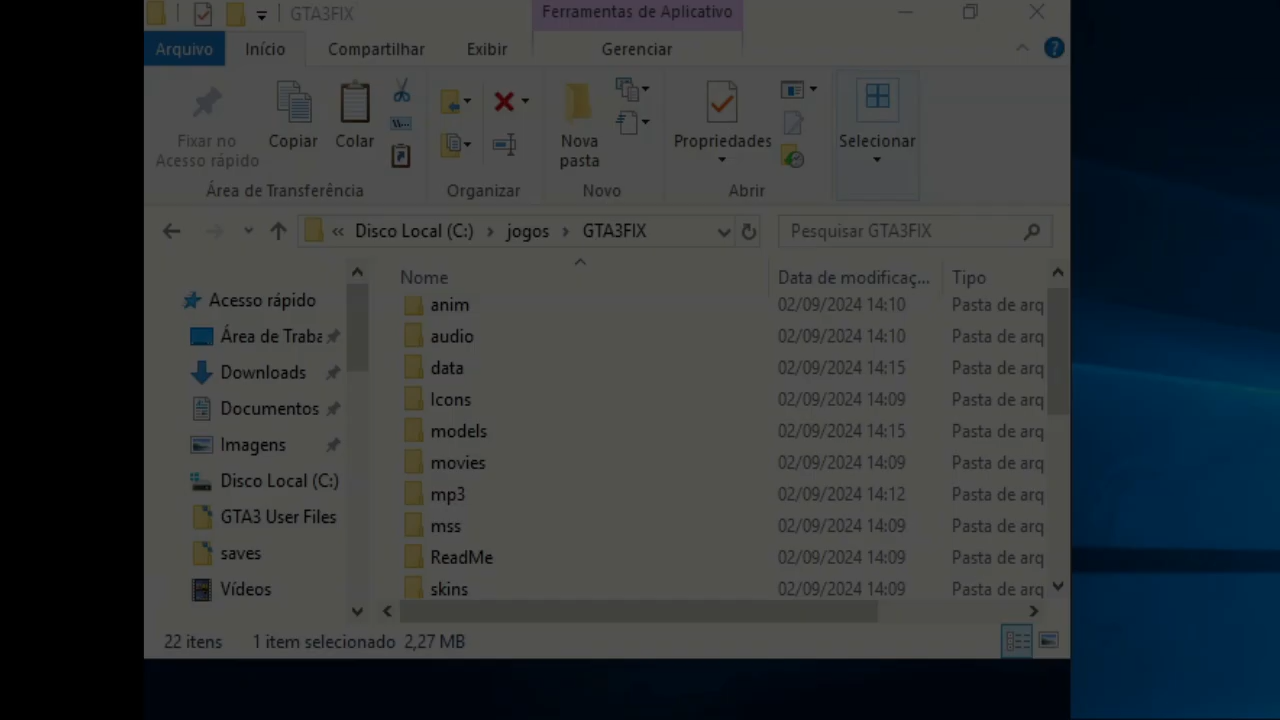 GTA3FIX
Ferramentas de Aplicativo
Arquivo Início Compartilhar Exibir Gerenciar
Fixar no Acesso rápido
Copiar
Colar
Nova pasta
Propriedades
Selecionar
Área de Transferência Organizar Novo Abrir
« Disco Local (C:) › jogos › GTA3FIX
Pesquisar GTA3FIX
Nome Data de modificaç... Tipo
Acesso rápido
Área de Traba
Downloads
Documentos
Imagens
Disco Local (C:)
GTA3 User Files
saves
Vídeos
anim 02/09/2024 14:10 Pasta de arq
audio 02/09/2024 14:10 Pasta de arq
data 02/09/2024 14:15 Pasta de arq
Icons 02/09/2024 14:09 Pasta de arq
models 02/09/2024 14:15 Pasta de arq
movies 02/09/2024 14:09 Pasta de arq
mp3 02/09/2024 14:12 Pasta de arq
mss 02/09/2024 14:09 Pasta de arq
ReadMe 02/09/2024 14:09 Pasta de arq
skins 02/09/2024 14:09 Pasta de arq
22 itens 1 item selecionado 2,27 MB